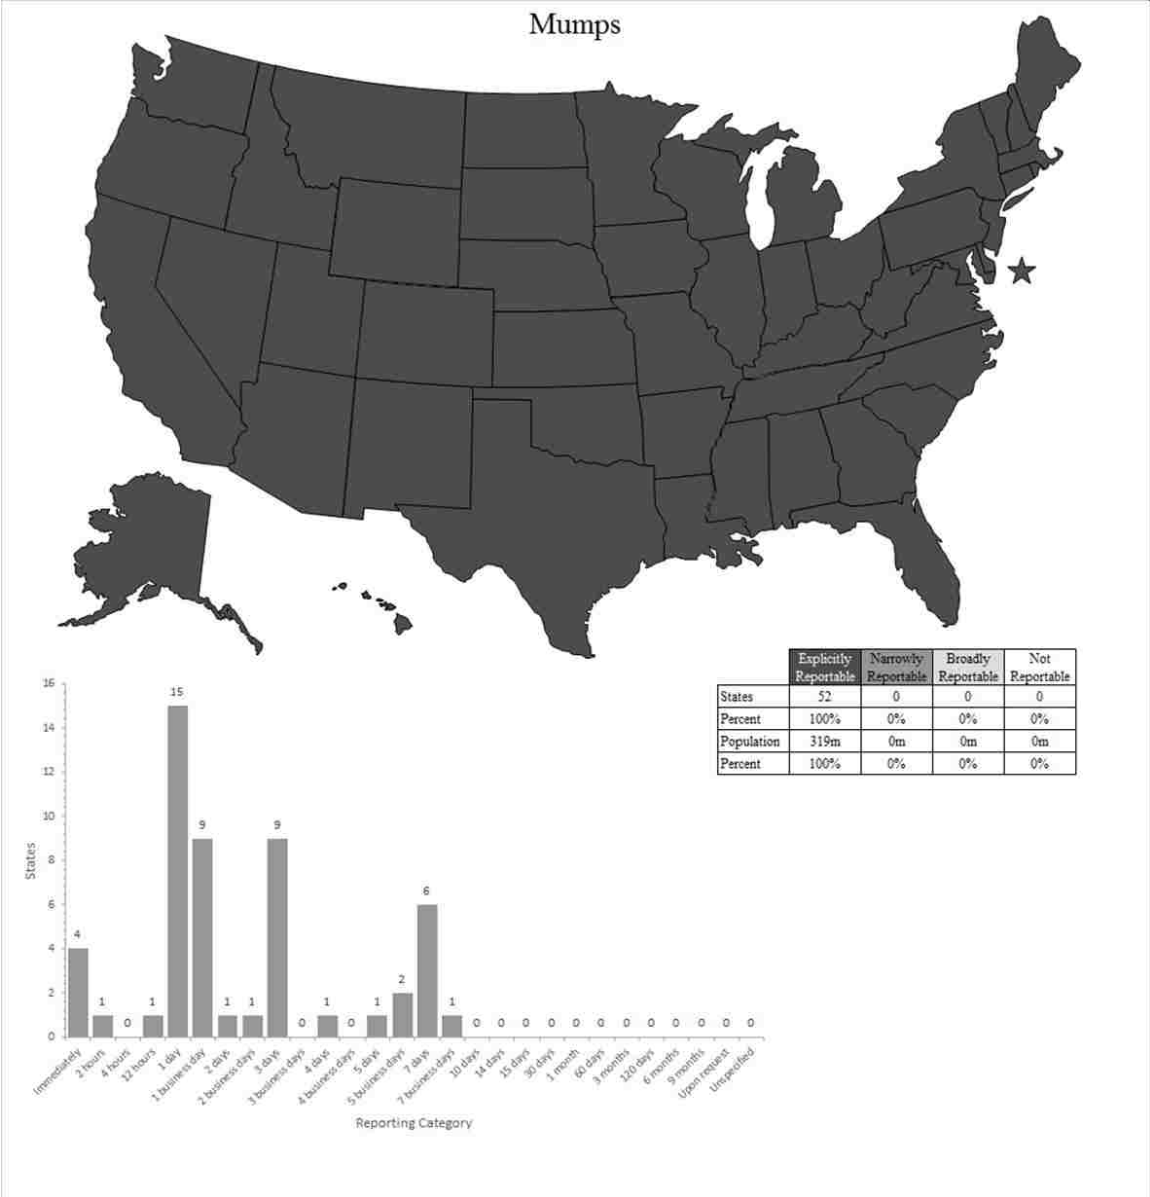 Mumps
Explicitly Reportable Narrowly Reportable Broadly Reportable Not Reportable
States 52 0 0 0
Percent 100% 0% 0% 0%
Population 319m 0m 0m 0m
Percent 100% 0% 0% 0%
16
14
12
10
8
6
4
2
0
States
4 1 0 1 15 9 1 1 9 0 1 0 1 2 6 1 0 0 0 0 0 0 0 0 0 0 0 0
Immediately
2 hours
4 hours
12 hours
1 day
1 business day
2 days
2 business days
3 days
3 business days
4 days
4 business days
5 days
5 business days
7 days
7 business days
10 days
14 days
15 days
30 days
1 month
60 days
3 months
120 days
6 months
9 months
Upon request
Unspecified
Reporting Category